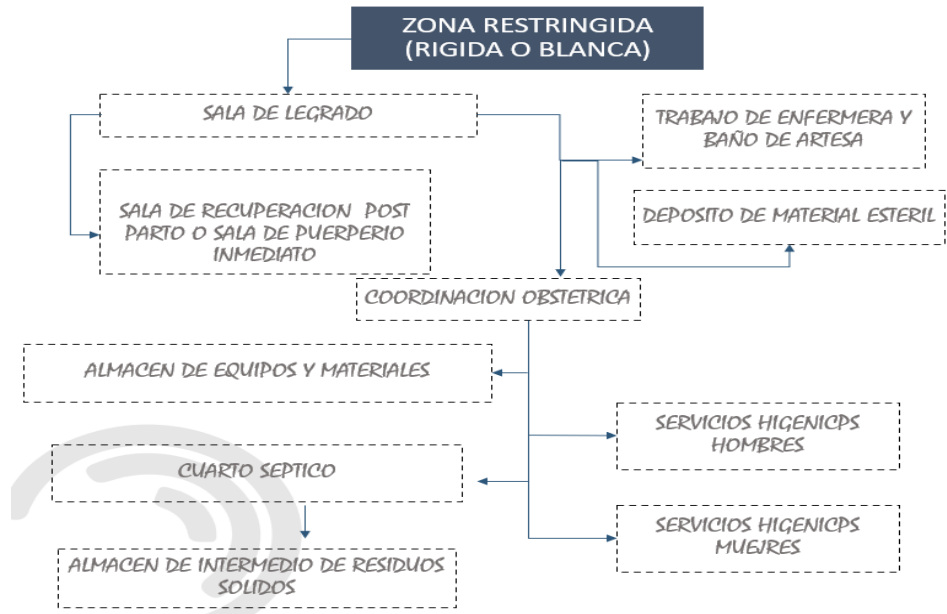 ZONA RESTRINGIDA
(RIGIDA O BLANCA)
SALA DE LEGRADO
TRABAJO DE ENFERMERA Y
BAÑO DE ARTESA
SALA DE RECUPERACION POST
PARTO O SALA DE PUERPERIO
INMEDIATO
DEPOSITO DE MATERIAL ESTERIL
COORDINACION OBSTETRICA
ALMACEN DE EQUIPOS Y MATERIALES
SERVICIOS HIGENICPS
HOMBRES
CUARTO SEPTICO
SERVICIOS HIGENICPS
MUEJRES
ALMACEN DE INTERMEDIO DE RESIDUOS
SOLIDOS